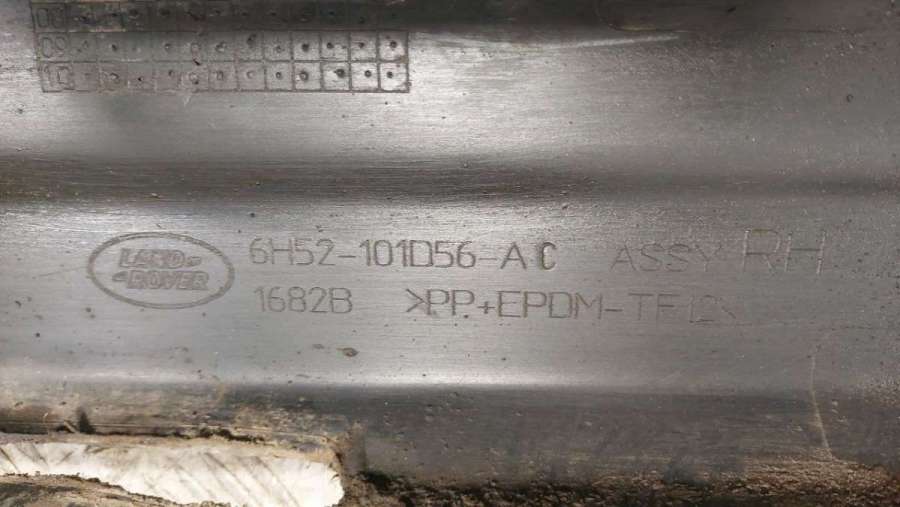 08
09
10
LAND
ROVER
6H52-101D56-AC ASSY RH
1682B >PP+EPDM-TF12<